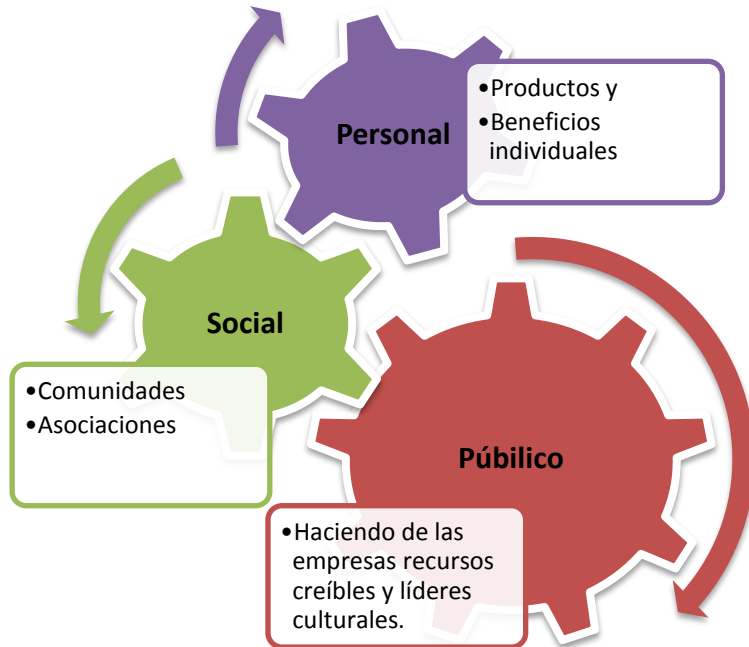 Personal
•Productos y
•Beneficios
individuales
Social
•Comunidades
•Asociaciones
Púbilico
•Haciendo de las
empresas recursos
creíbles y líderes
culturales.